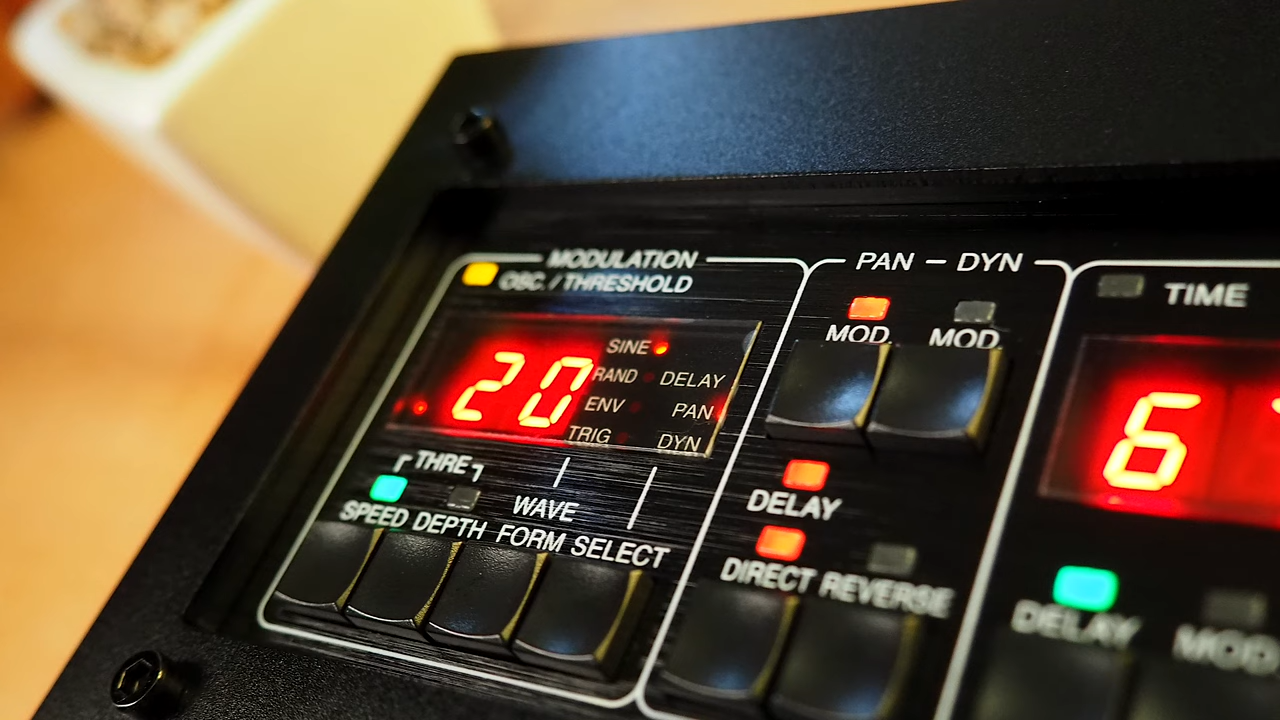 MODULATION
OSC. / THRESHOLD
20
SINE
RAND
ENV
TRIG
DELAY
PAN
DYN
THRE
SPEED DEPTH
WAVE
FORM SELECT
PAN - DYN
MOD. MOD.
DELAY
DIRECT REVERSE
TIME
6
DELAY MOD